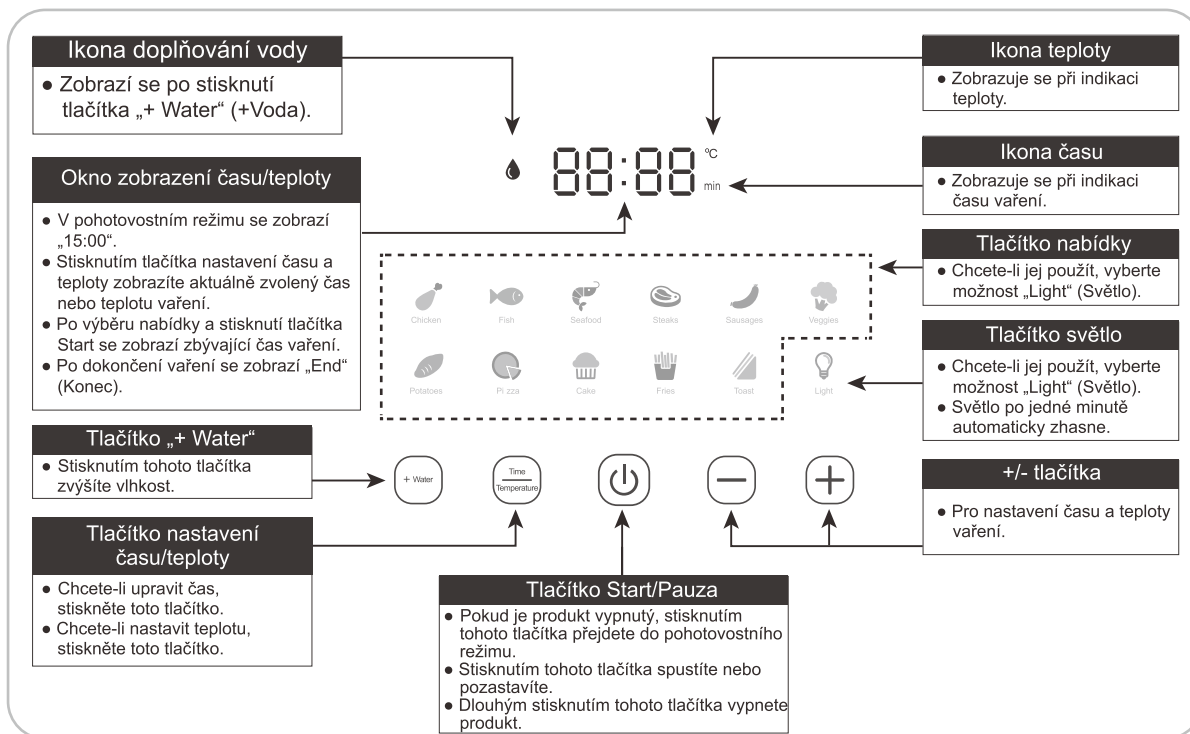 Ikona doplňování vody
● Zobrazí se po stisknutí
tlačítka „+ Water“ (+Voda).
Okno zobrazení času/teploty
● V pohotovostním režimu se zobrazí
„15:00“.
● Stisknutím tlačítka nastavení času a
teploty zobrazíte aktuálně zvolený čas
nebo teplotu vaření.
● Po výběru nabídky a stisknutí tlačítka
Start se zobrazí zbývající čas vaření.
● Po dokončení vaření se zobrazí „End“
(Konec).
Tlačítko „+ Water“
● Stisknutím tohoto tlačítka
zvýšíte vlhkost.
Tlačítko nastavení
času/teploty
● Chcete-li upravit čas,
stiskněte toto tlačítko.
● Chcete-li nastavit teplotu,
stiskněte toto tlačítko.
88:88
ºC
min
Chicken
Fish
Seafood
Steaks
Sausages
Veggies
Potatoes
Pi zza
Cake
Fries
Toast
Light
+ Water
Time
Temperature
Tlačítko Start/Pauza
● Pokud je produkt vypnutý, stisknutím
tohoto tlačítka přejdete do pohotovostního
režimu.
● Stisknutím tohoto tlačítka spustíte nebo
pozastavíte.
● Dlouhým stisknutím tohoto tlačítka vypnete
produkt.
Ikona teploty
● Zobrazuje se při indikaci
teploty.
Ikona času
● Zobrazuje se při indikaci
času vaření.
Tlačítko nabídky
● Chcete-li jej použít, vyberte
možnost „Light“ (Světlo).
Tlačítko světlo
● Chcete-li jej použít, vyberte
možnost „Light“ (Světlo).
● Světlo po jedné minutě
automaticky zhasne.
+/- tlačítka
● Pro nastavení času a teploty
vaření.